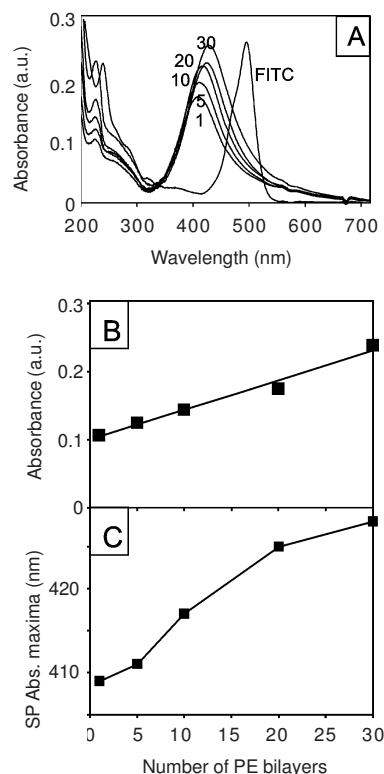 A
0.3
0.2
0.1
0
Absorbance (a.u.)
30
20
10
5
1
FITC
200 300 400 500 600 700
Wavelength (nm)
B
0.3
0.2
0.1
0
Absorbance (a.u.)
C
420
410
SP Abs. maxima (nm)
0 5 10 15 20 25 30
Number of PE bilayers